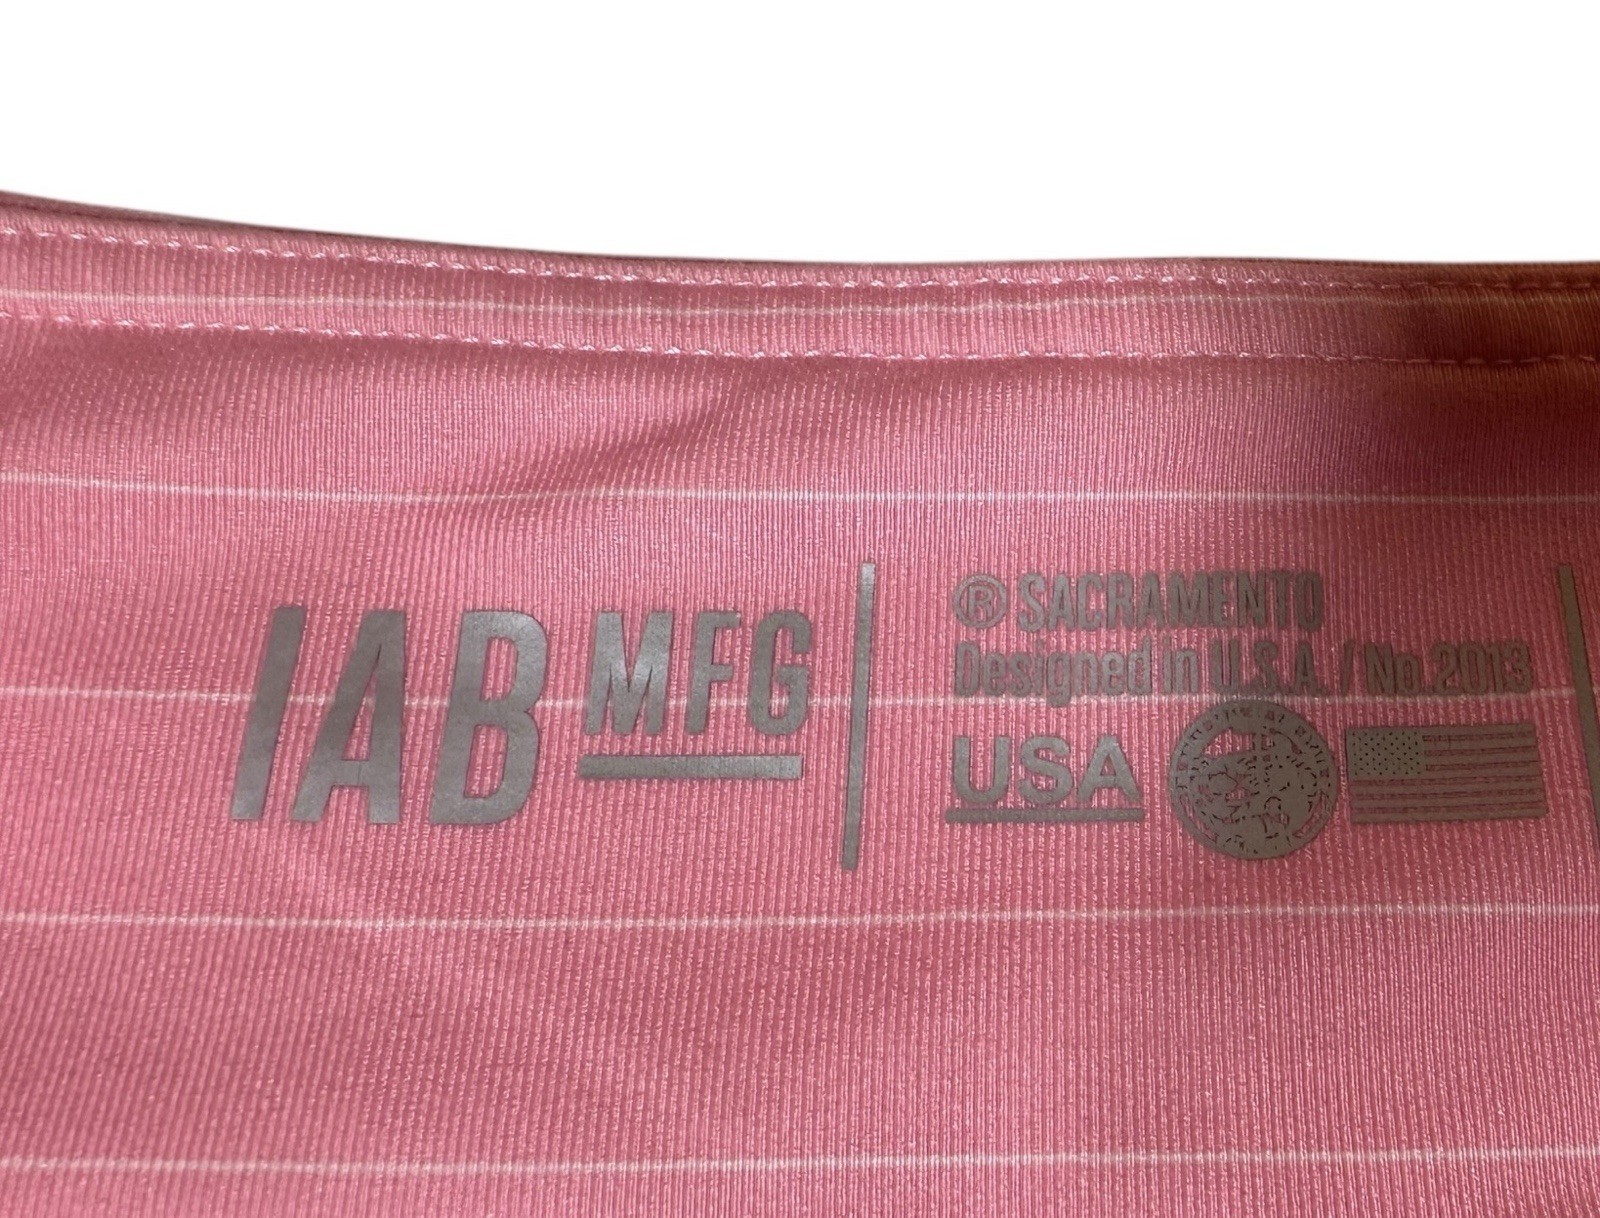 IAB MFG
® SACRAMENTO
Designed in U.S.A. / No. 2013
USA